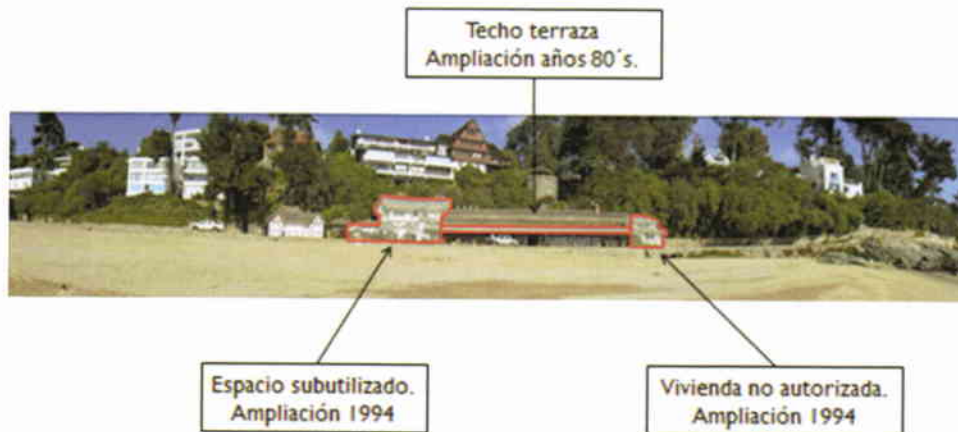 Techo terraza
Ampliación años 80´s.
Espacio subutilizado.
Ampliación 1994
Vivienda no autorizada.
Ampliación 1994